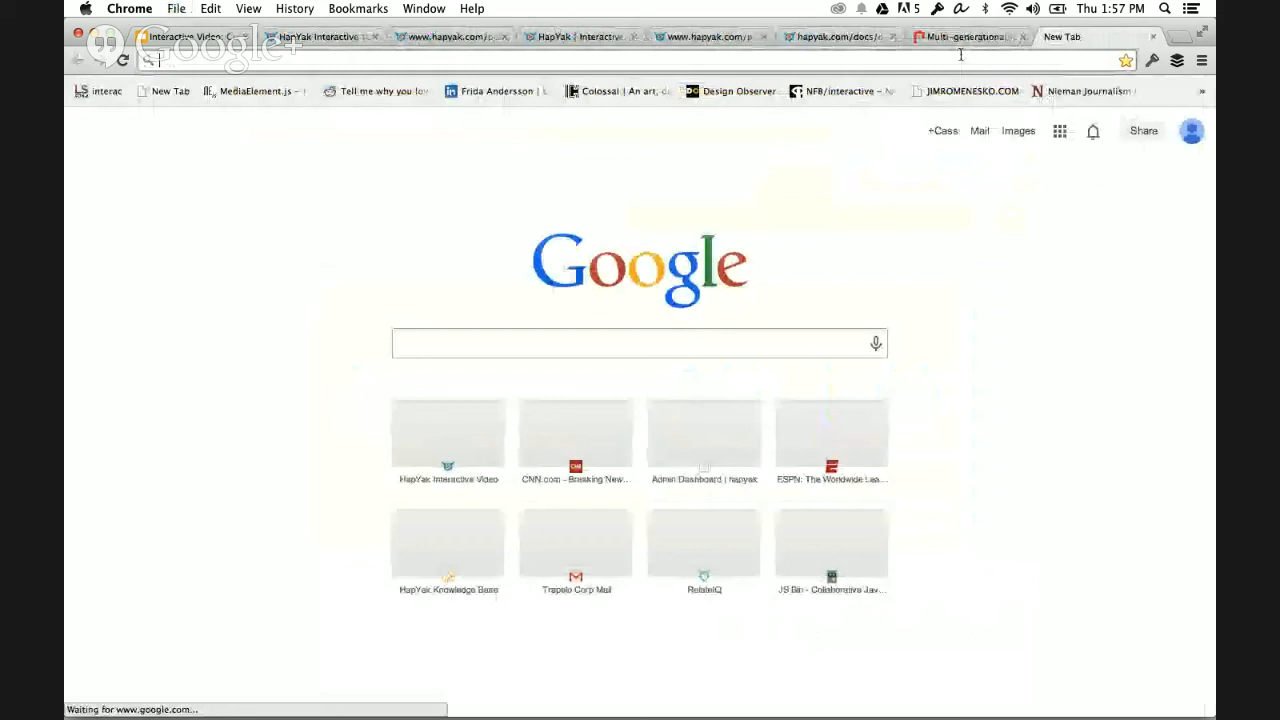 Chrome File Edit View History Bookmarks Window Help 5 Thu 1:57 PM
Google+
Interactive Video: HapYak Interactive www.hapyak.com/p HapYak | Interactive www.hapyak.com/p hapyak.com/docs/c Multi-generational New Tab
interac New Tab MediaElement.js - Tell me why you lov Frida Andersson | L Colossal | An art, d Design Observer NFB/interactive - N JIMROMENESKO.COM Nieman Journalism »
+Cass Mail Images Share
Google
HapYak Interactive Video CNN.com - Breaking New... Admin Dashboard | hapyak ESPN: The Worldwide Lea...
HapYak Knowledge Base Trapelo Corp Mail RelateIQ JS Bin - Collaborative Jav...
Waiting for www.google.com...